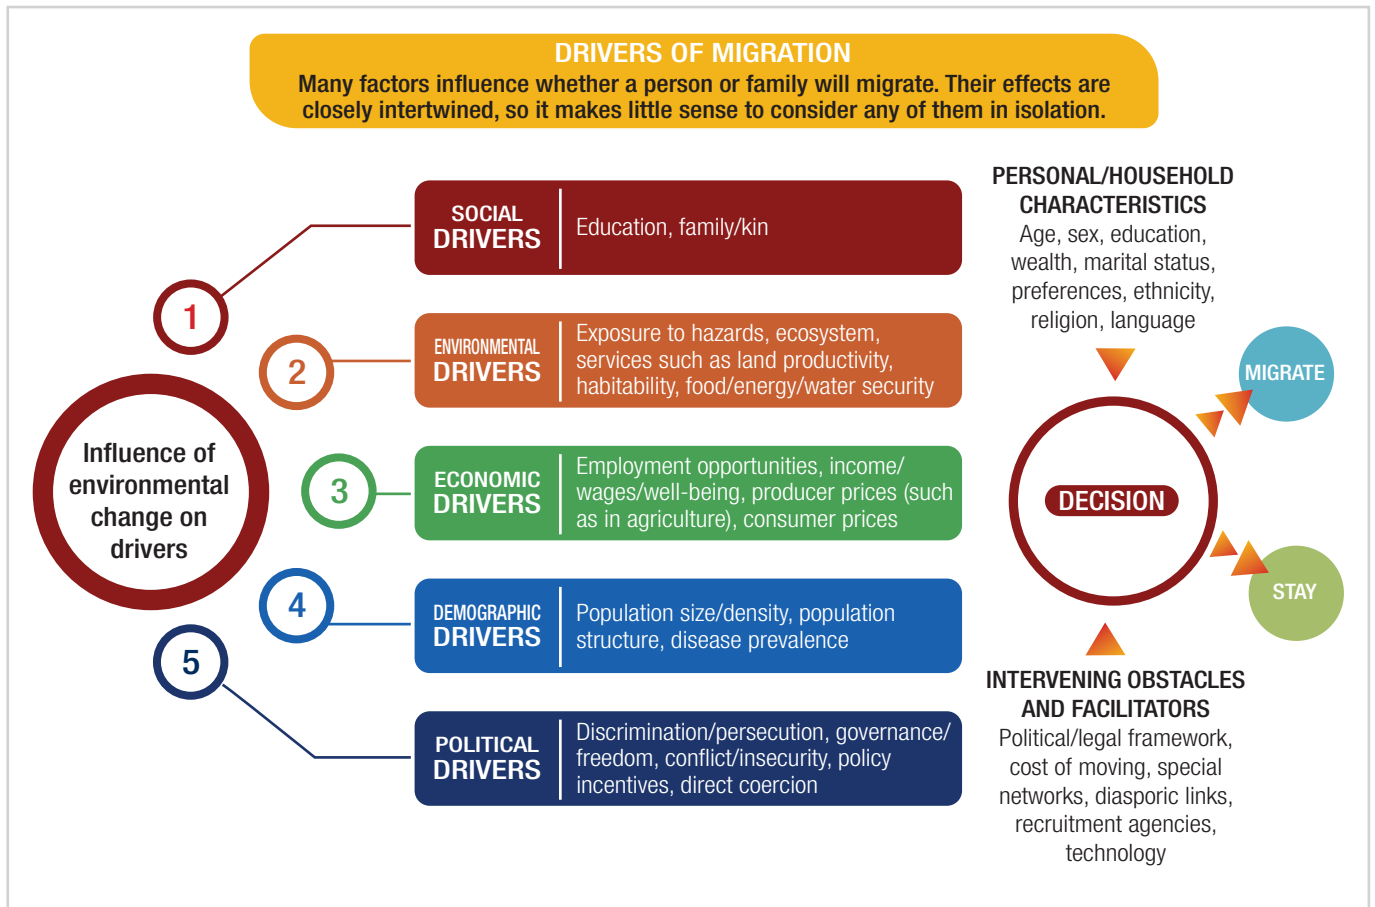 DRIVERS OF MIGRATION
Many factors influence whether a person or family will migrate. Their effects are
closely intertwined, so it makes little sense to consider any of them in isolation.
Influence of
environmental
change on
drivers
1
SOCIAL
DRIVERS
Education, family/kin
2
ENVIRONMENTAL
DRIVERS
Exposure to hazards, ecosystem,
services such as land productivity,
habitability, food/energy/water security
3
ECONOMIC
DRIVERS
Employment opportunities, income/
wages/well-being, producer prices (such
as in agriculture), consumer prices
4
DEMOGRAPHIC
DRIVERS
Population size/density, population
structure, disease prevalence
5
POLITICAL
DRIVERS
Discrimination/persecution, governance/
freedom, conflict/insecurity, policy
incentives, direct coercion
PERSONAL/HOUSEHOLD
CHARACTERISTICS
Age, sex, education,
wealth, marital status,
preferences, ethnicity,
religion, language
DECISION
MIGRATE
STAY
INTERVENING OBSTACLES
AND FACILITATORS
Political/legal framework,
cost of moving, special
networks, diasporic links,
recruitment agencies,
technology